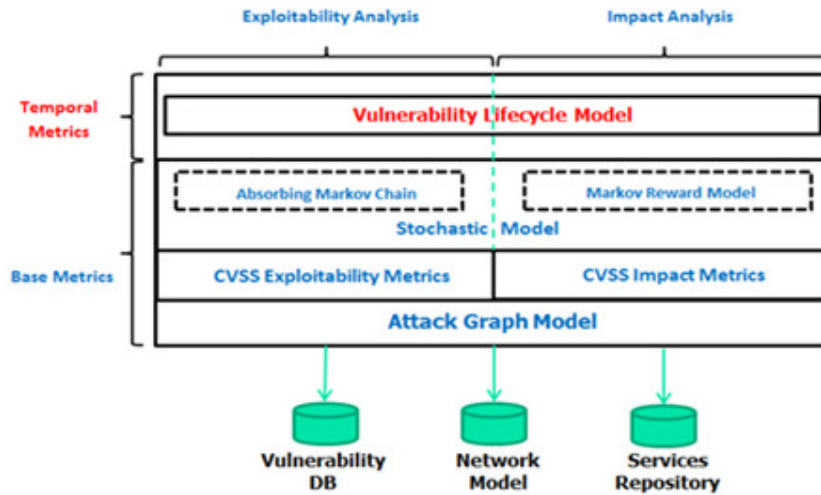 Exploitability Analysis
Impact Analysis
Temporal
Metrics
Vulnerability Lifecycle Model
Absorbing Markov Chain
Markov Reward Model
Stochastic Model
Base Metrics
CVSS Exploitability Metrics
CVSS Impact Metrics
Attack Graph Model
Vulnerability
DB
Network
Model
Services
Repository